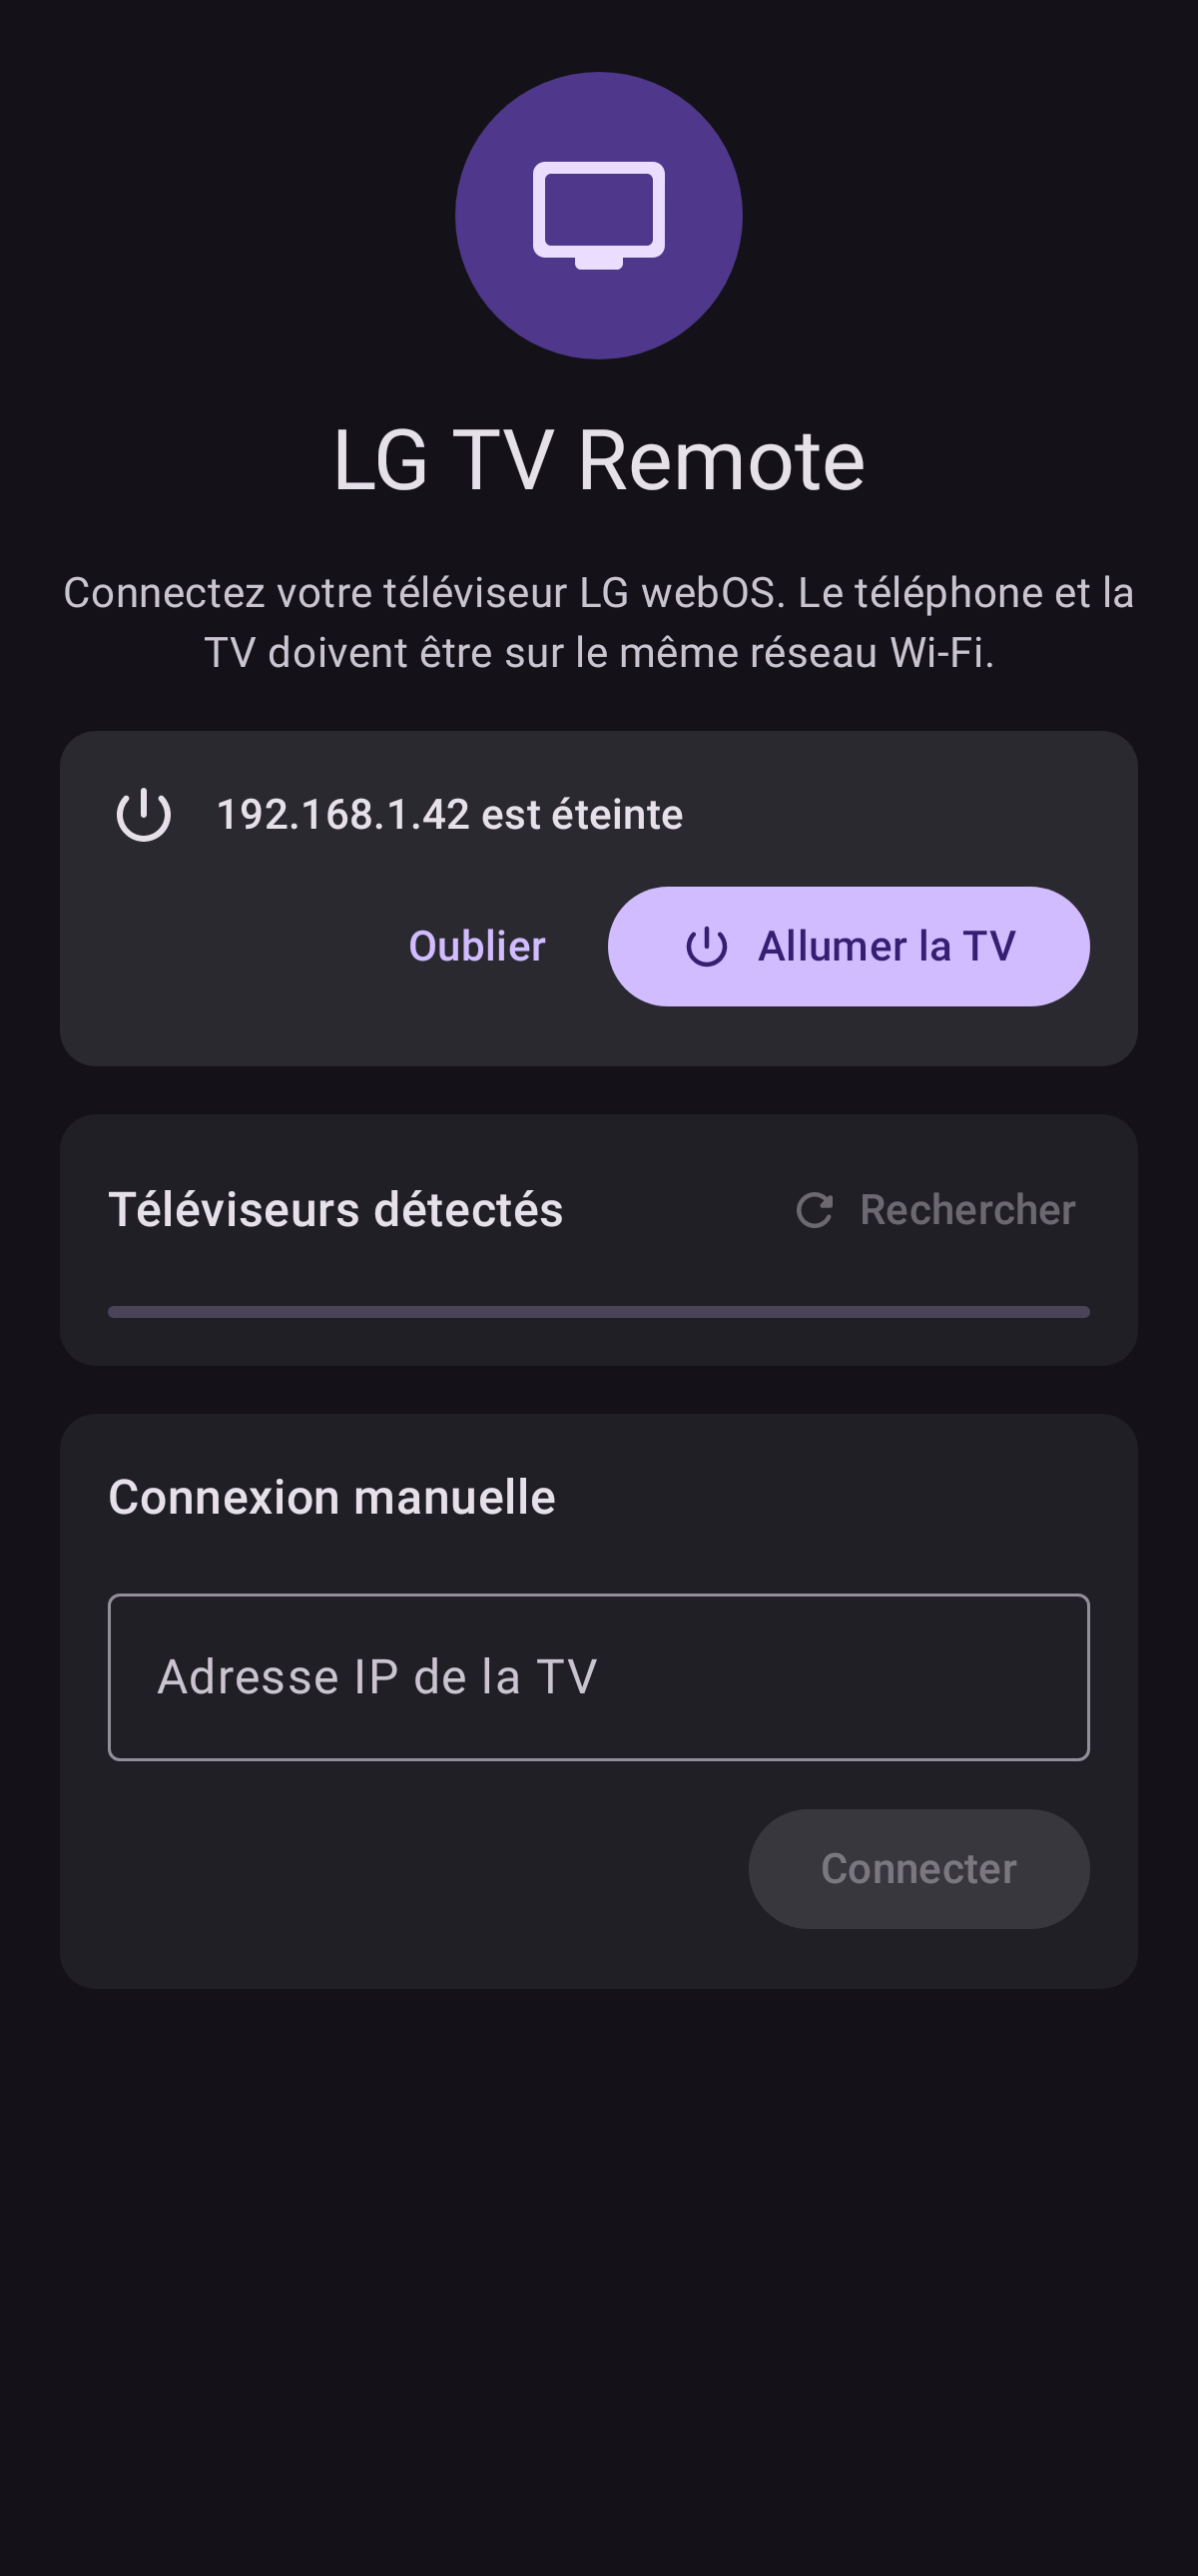 LG TV Remote
Connectez votre téléviseur LG webOS. Le téléphone et la
TV doivent être sur le même réseau Wi-Fi.
192.168.1.42 est éteinte
Oublier
Allumer la TV
Téléviseurs détectés
Rechercher
Connexion manuelle
Adresse IP de la TV
Connecter